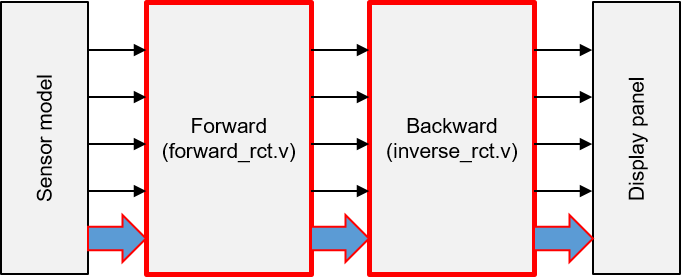 Sensor model
Forward
(forward_rct.v)
Backward
(inverse_rct.v)
Display panel